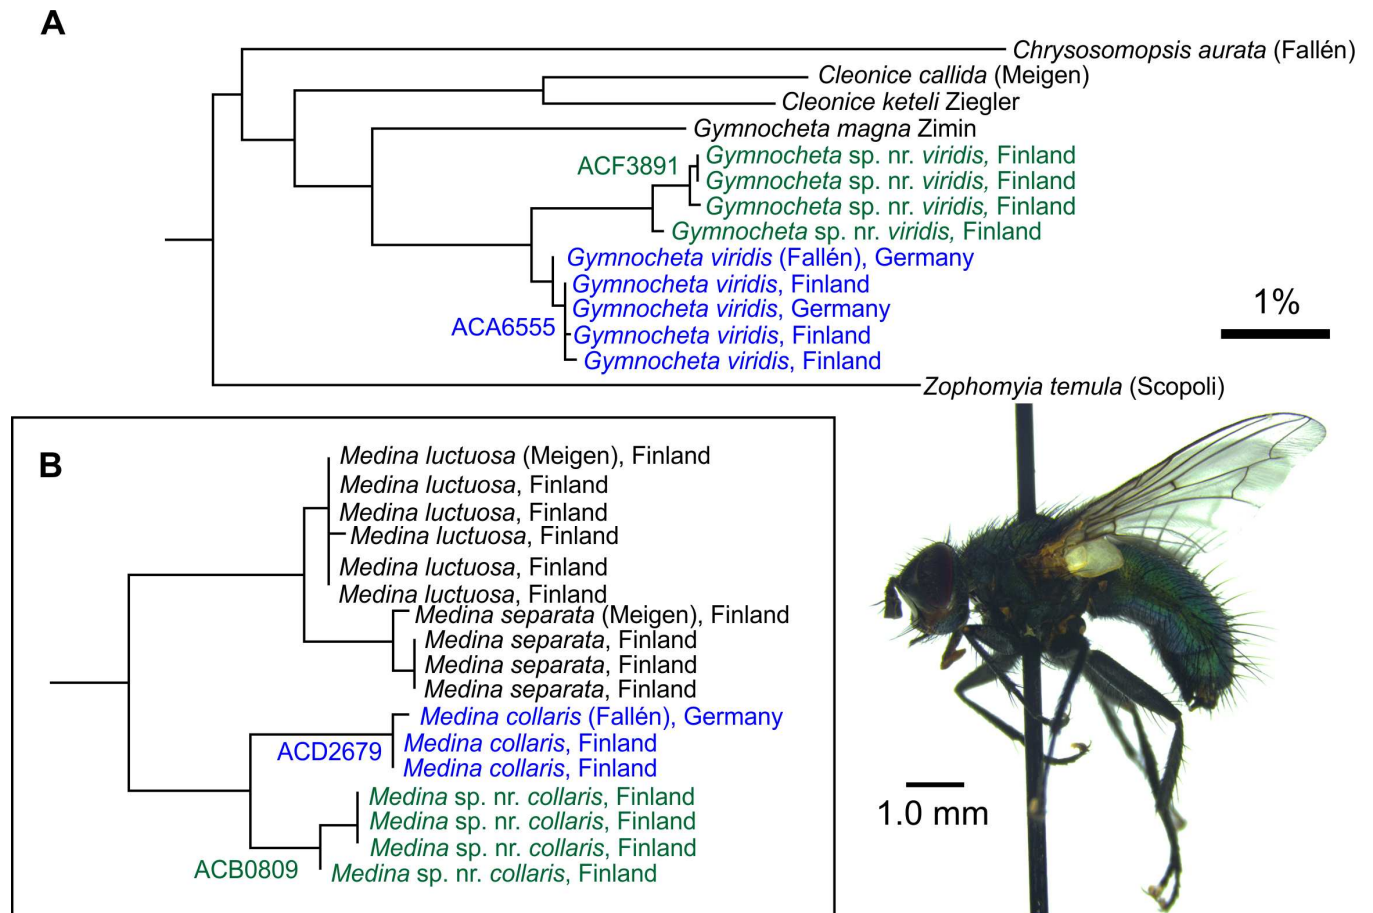 A
Chrysosomopsis aurata (Fallén)
Cleonice callida (Meigen)
Cleonice keteli Ziegler
Gymnocheta magna Zimin
ACF3891
Gymnocheta sp. nr. viridis, Finland
Gymnocheta sp. nr. viridis, Finland
Gymnocheta sp. nr. viridis, Finland
Gymnocheta sp. nr. viridis, Finland
Gymnocheta viridis (Fallén), Germany
Gymnocheta viridis, Finland
Gymnocheta viridis, Germany
ACA6555
Gymnocheta viridis, Finland
Gymnocheta viridis, Finland
Zophomyia temula (Scopoli)
1%
B
Medina luctuosa (Meigen), Finland
Medina luctuosa, Finland
Medina luctuosa, Finland
Medina luctuosa, Finland
Medina luctuosa, Finland
Medina luctuosa, Finland
Medina separata (Meigen), Finland
Medina separata, Finland
Medina separata, Finland
Medina separata, Finland
Medina collaris (Fallén), Germany
ACD2679
Medina collaris, Finland
Medina collaris, Finland
Medina sp. nr. collaris, Finland
Medina sp. nr. collaris, Finland
Medina sp. nr. collaris, Finland
ACB0809
Medina sp. nr. collaris, Finland
1.0 mm